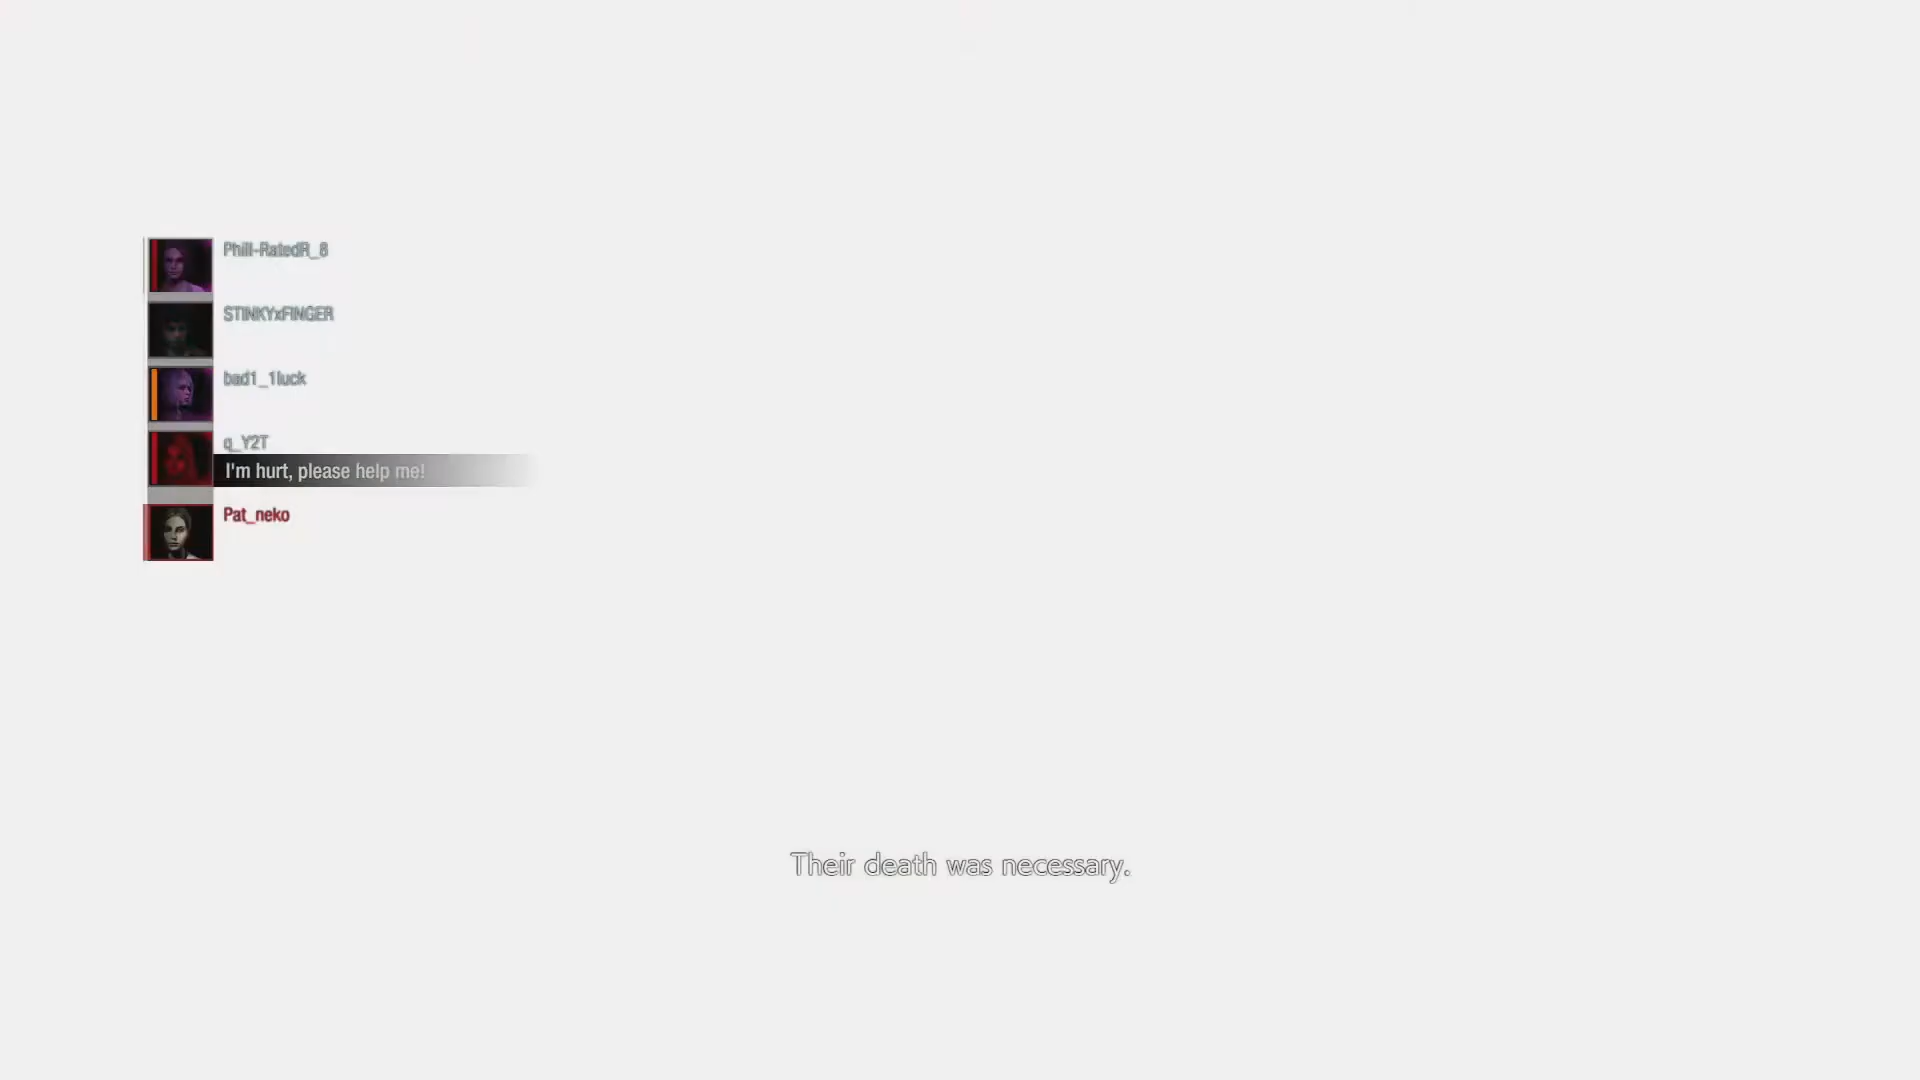 Phill-RatedR_8
STINKYxFINGER
bad1_1luck
q_Y2T
I'm hurt, please help me!
Pat_neko
Their death was necessary.